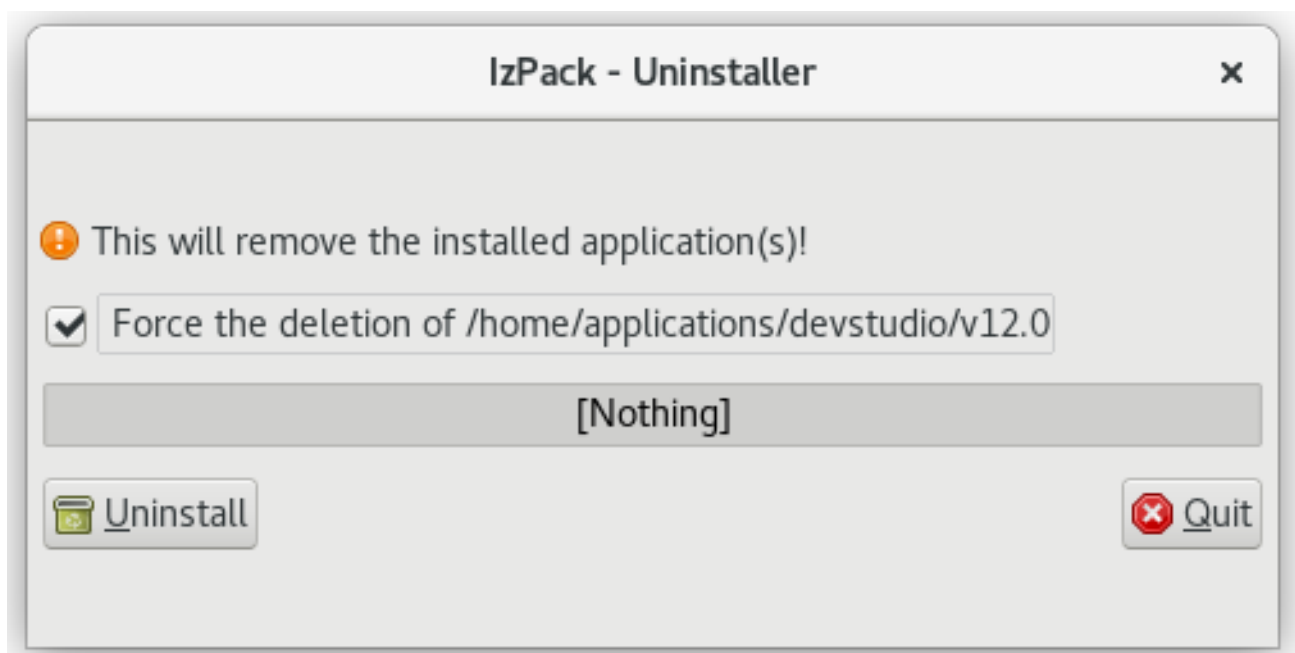 IzPack - Uninstaller
This will remove the installed application(s)!
Force the deletion of /home/applications/devstudio/v12.0
[Nothing]
Uninstall
Quit